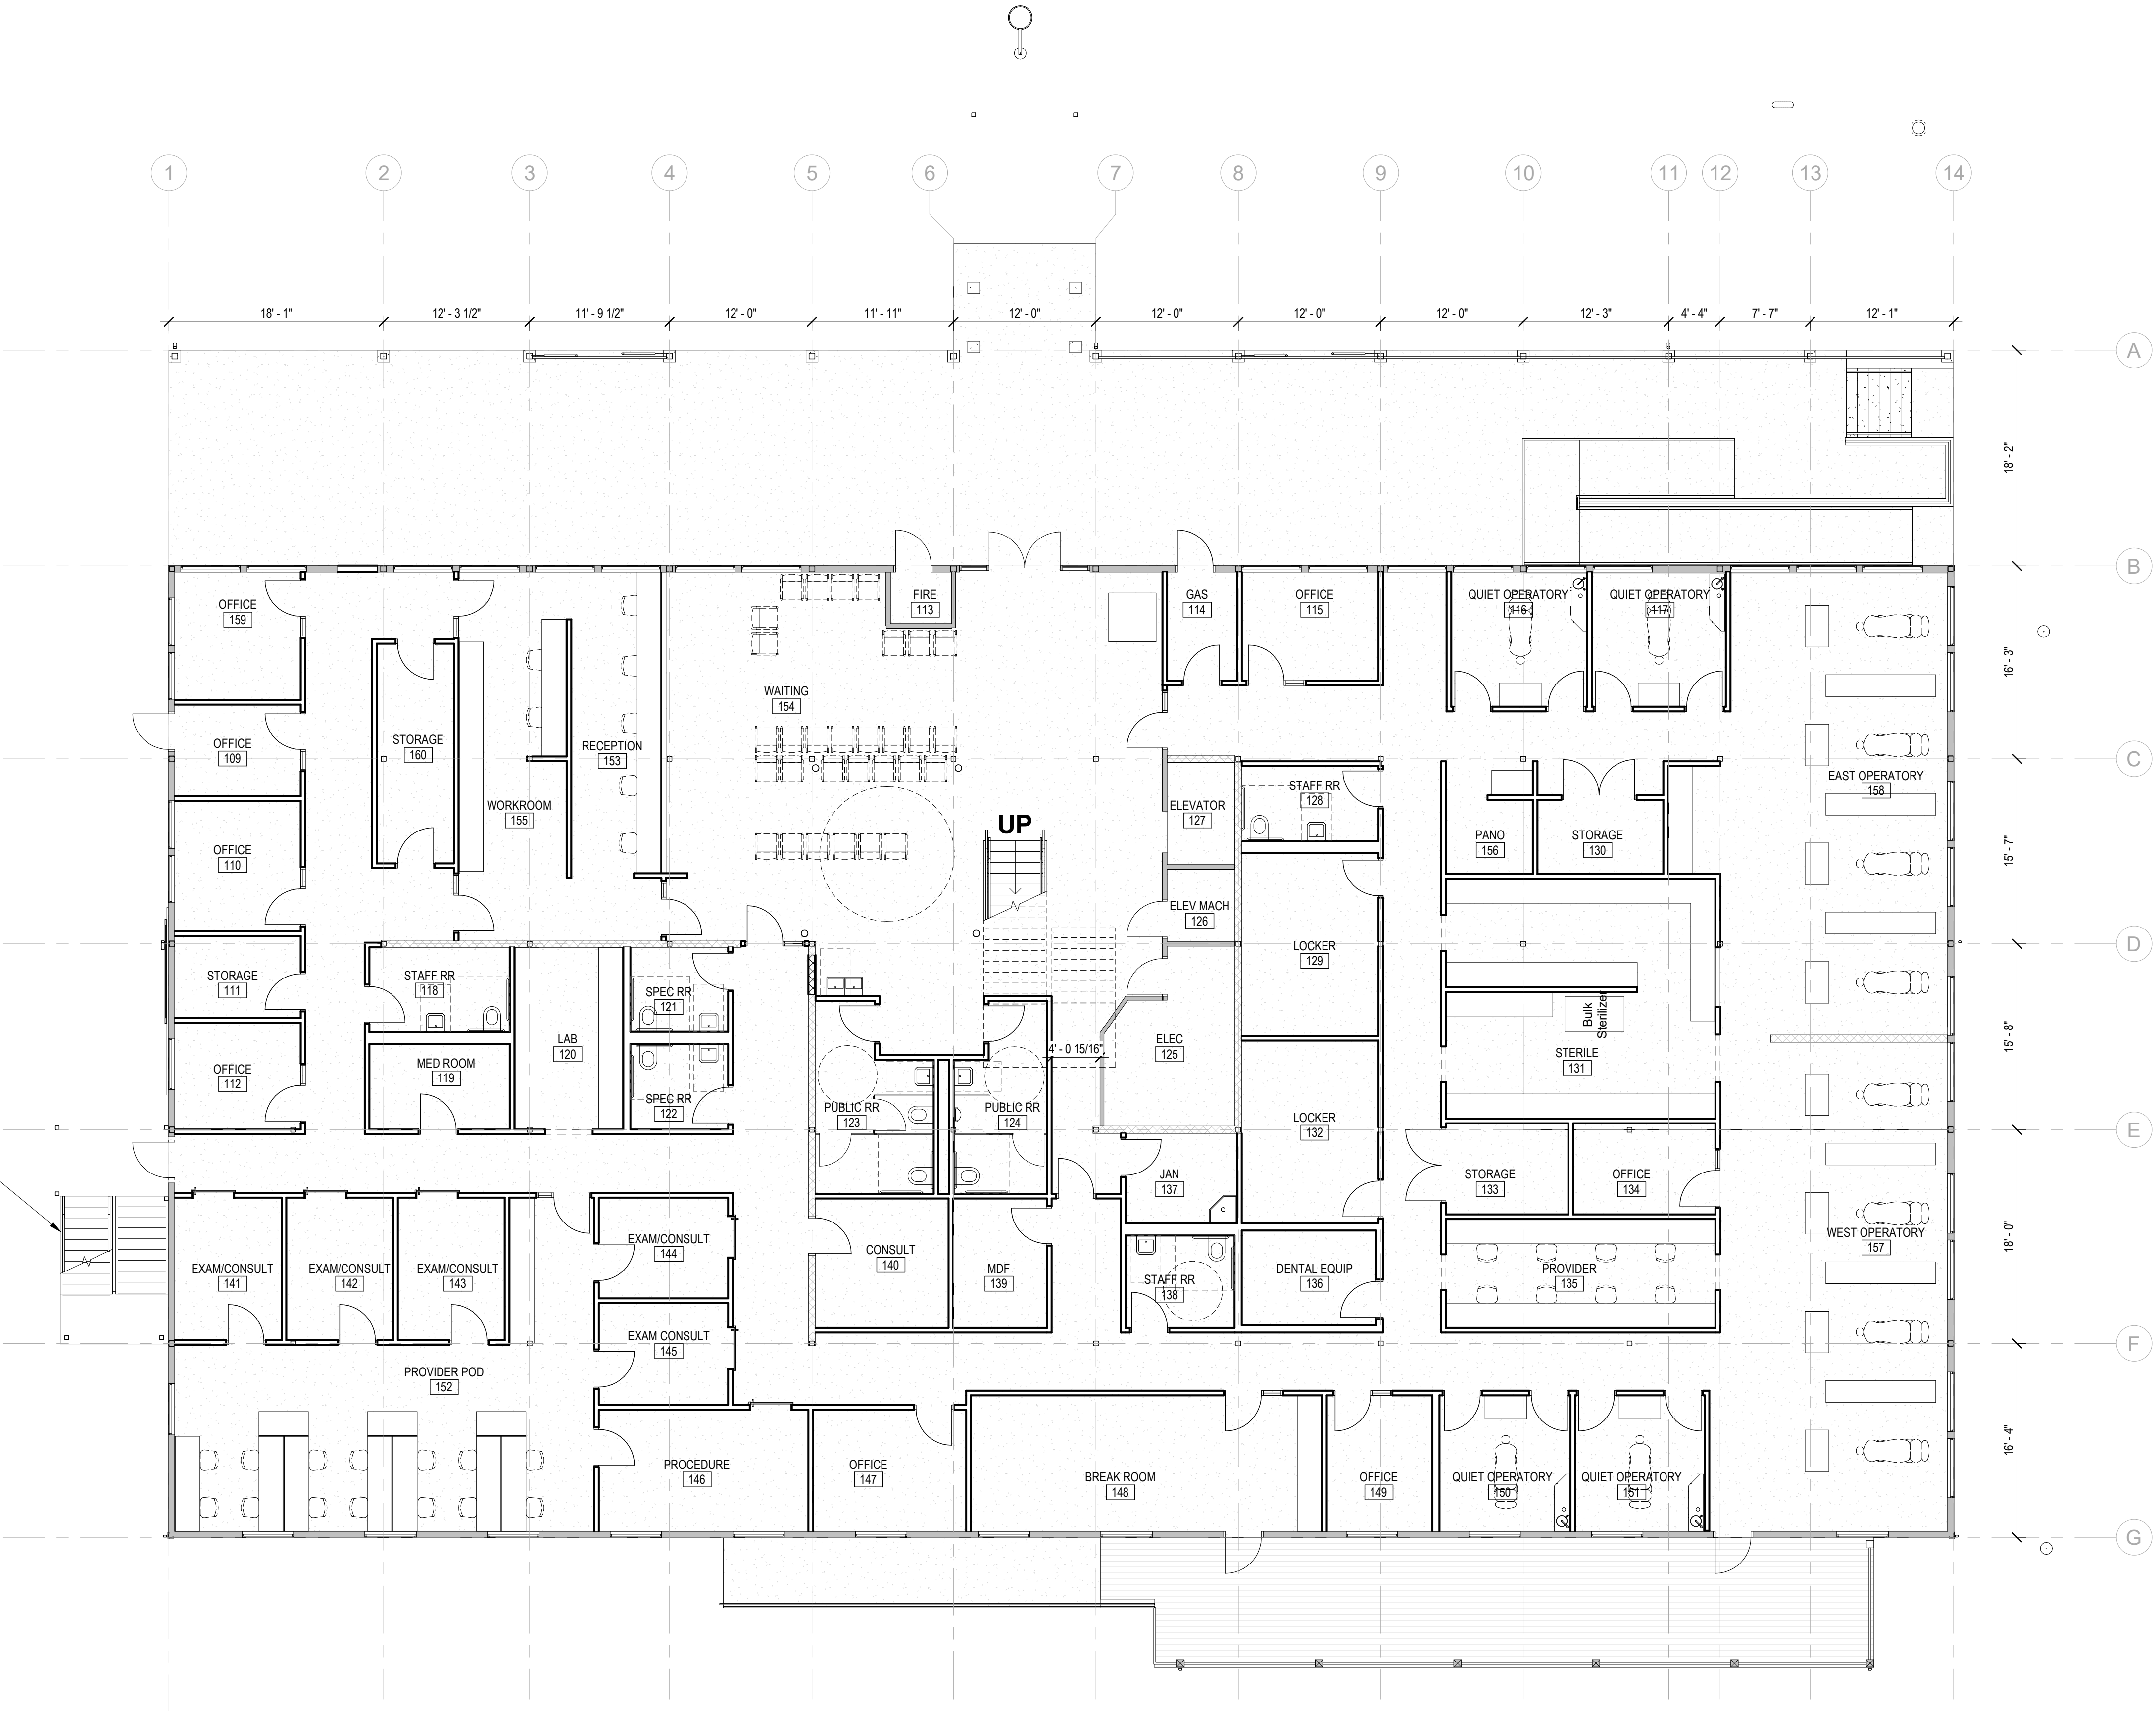 1 2 3 4 5 6 7 8 9 10 11 12 13 14
18' - 1" 12' - 3 1/2" 11' - 9 1/2" 12' - 0" 11' - 11" 12' - 0" 12' - 0" 12' - 0" 12' - 0" 12' - 3" 4' - 4" 7' - 7" 12' - 1"
A
18' - 2"
B
OFFICE
159
FIRE
113
GAS
114
OFFICE
115
QUIET OPERATORY
116
QUIET OPERATORY
117
16' - 3"
WAITING
154
OFFICE
109
STORAGE
160
RECEPTION
153
C
EAST OPERATORY
158
STAFF RR
128
ELEVATOR
127
WORKROOM
155
UP
PANO
156
STORAGE
130
OFFICE
110
15' - 7"
ELEV MACH
126
LOCKER
129
D
STORAGE
111
STAFF RR
118
SPEC RR
121
Bulk
Sterilizer
LAB
120
4' - 0 15/16"
ELEC
125
STERILE
131
15' - 8"
OFFICE
112
MED ROOM
119
SPEC RR
122
PUBLIC RR
123
PUBLIC RR
124
LOCKER
132
E
JAN
137
STORAGE
133
OFFICE
134
EXAM/CONSULT
144
WEST OPERATORY
157
18' - 0"
EXAM/CONSULT
141
EXAM/CONSULT
142
EXAM/CONSULT
143
CONSULT
140
MDF
139
STAFF RR
138
DENTAL EQUIP
136
PROVIDER
135
EXAM CONSULT
145
F
PROVIDER POD
152
16' - 4"
PROCEDURE
146
OFFICE
147
BREAK ROOM
148
OFFICE
149
QUIET OPERATORY
150
QUIET OPERATORY
151
G